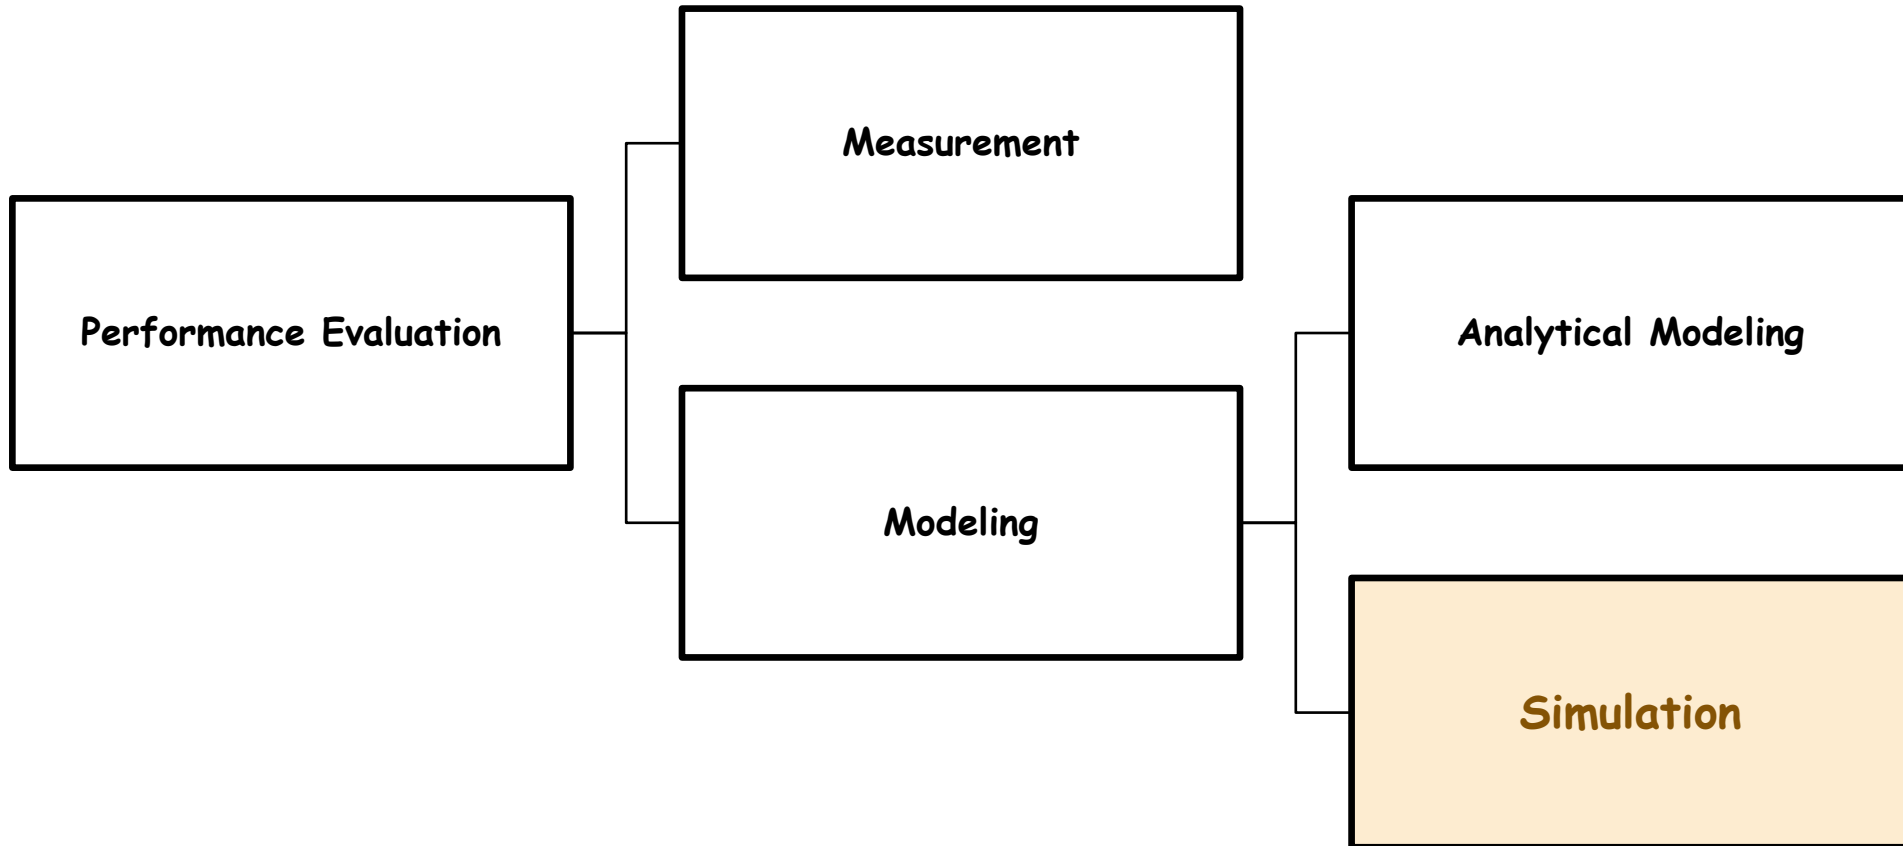 Measurement
Performance Evaluation
Analytical Modeling
Modeling
Simulation